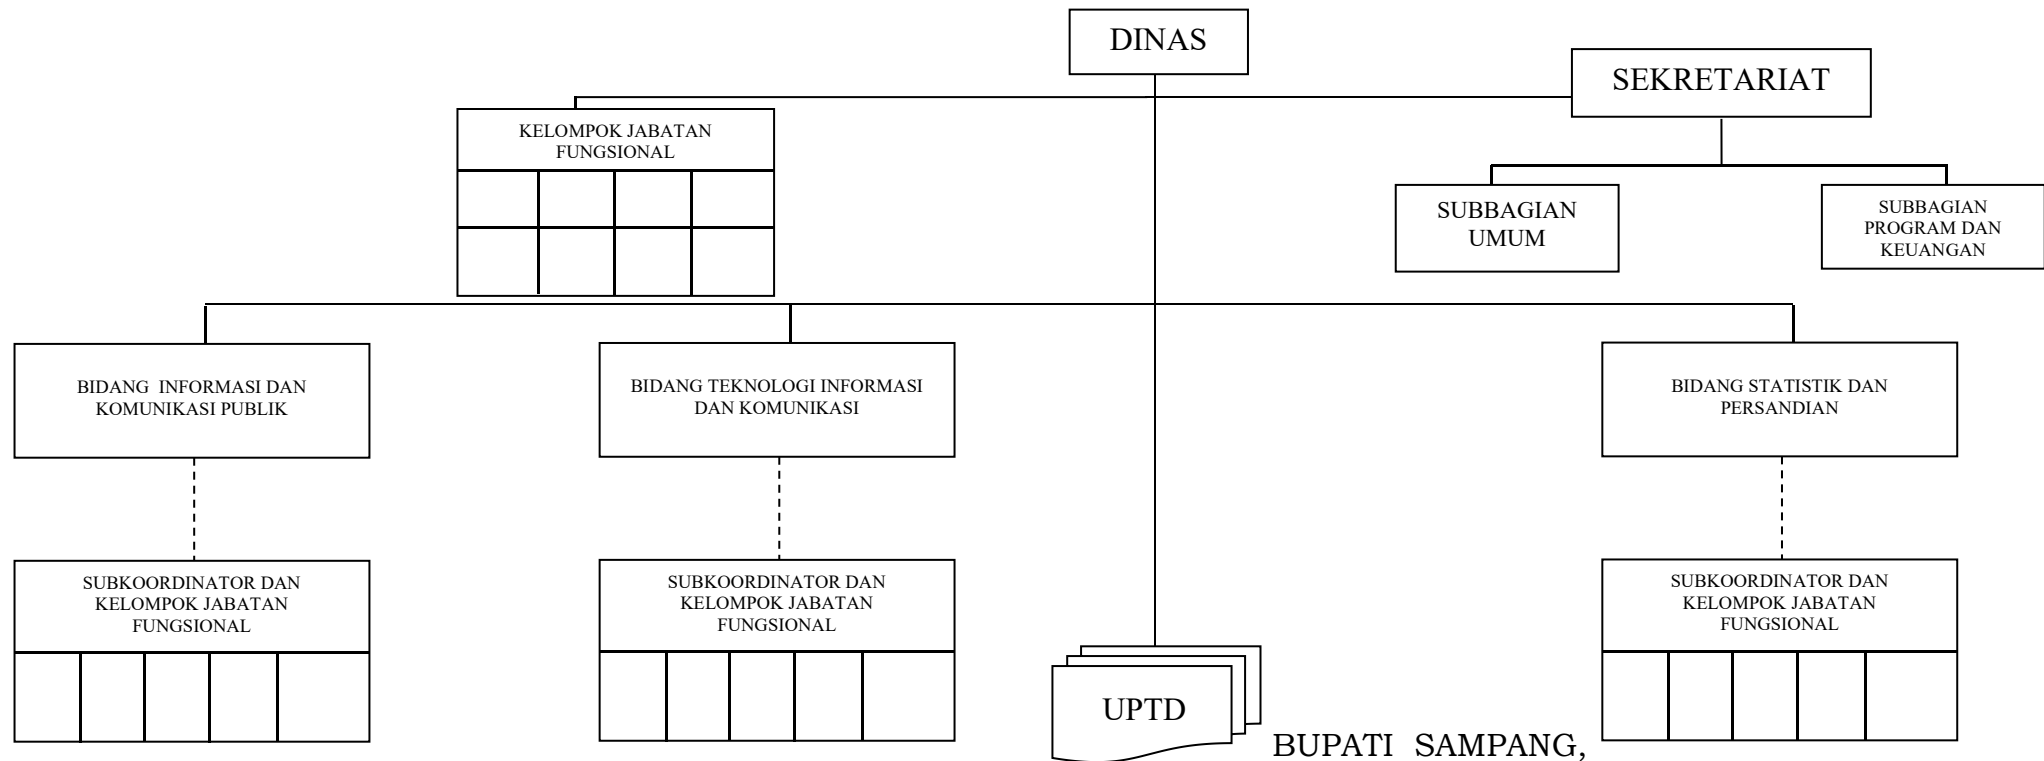 DINAS
SEKRETARIAT
KELOMPOK JABATAN
FUNGSIONAL
SUBBAGIAN
UMUM
SUBBAGIAN
PROGRAM DAN
KEUANGAN
BIDANG INFORMASI DAN
KOMUNIKASI PUBLIK
BIDANG TEKNOLOGI INFORMASI
DAN KOMUNIKASI
BIDANG STATISTIK DAN
PERSANDIAN
SUBKOORDINATOR DAN
KELOMPOK JABATAN
FUNGSIONAL
SUBKOORDINATOR DAN
KELOMPOK JABATAN
FUNGSIONAL
SUBKOORDINATOR DAN
KELOMPOK JABATAN
FUNGSIONAL
UPTD
BUPATI SAMPANG,